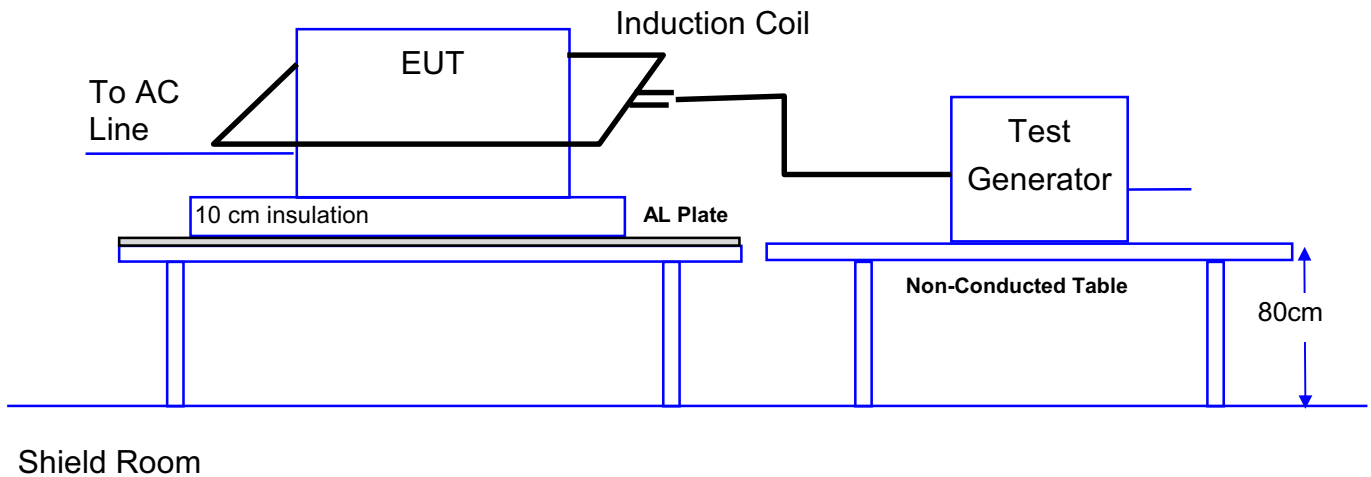 Induction Coil
EUT
To AC
Line
Test
Generator
10 cm insulation
AL Plate
Non-Conducted Table
80cm
Shield Room